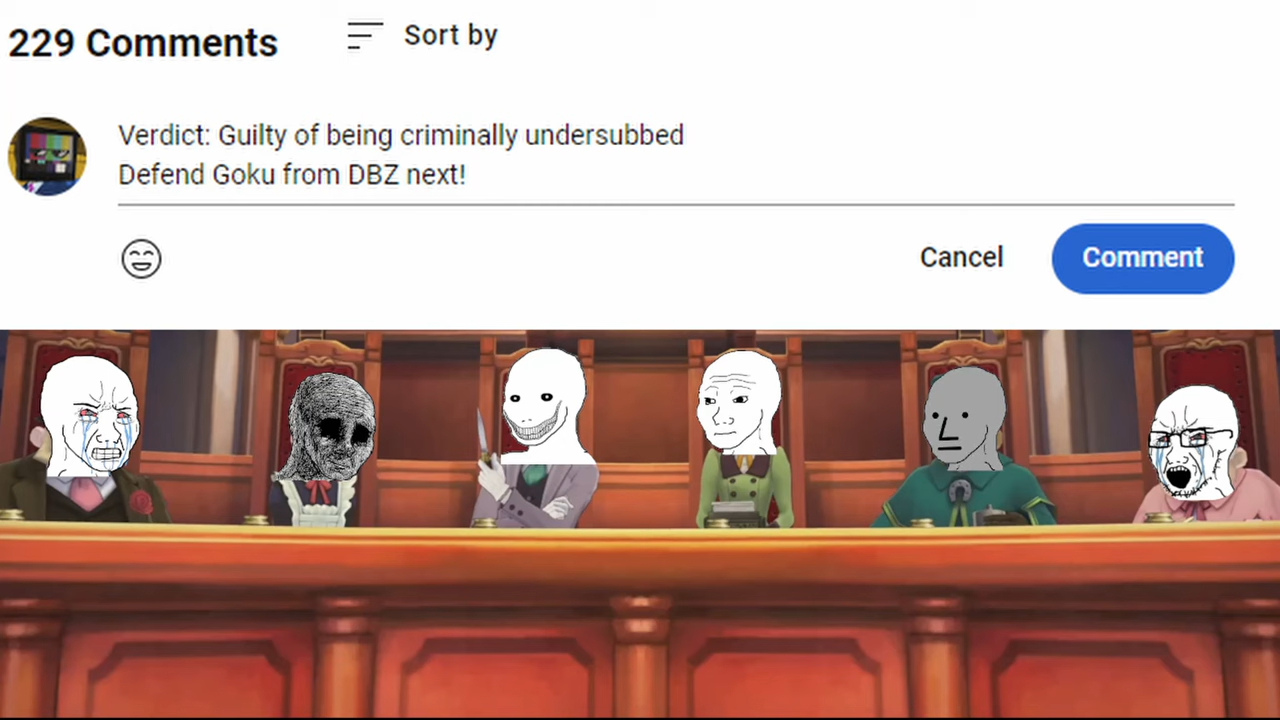 229 Comments
Sort by
Verdict: Guilty of being criminally undersubbed
Defend Goku from DBZ next!
Cancel
Comment